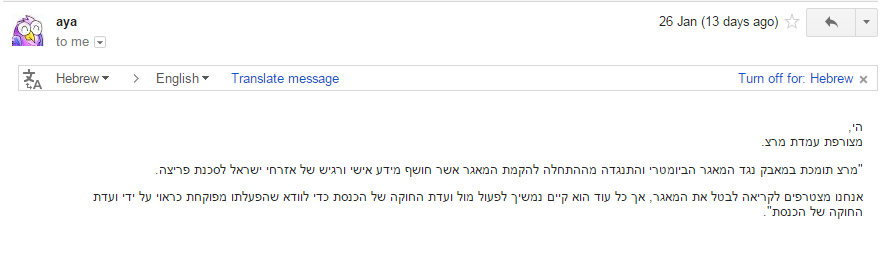 aya
26 Jan (13 days ago)
to me
Hebrew > English Translate message Turn off for: Hebrew ×
היי,
מצורפת עמדת מרצ.
"מרצ תומכת במאבק נגד המאגר הביומטרי והתנגדה מההתחלה להקמת המאגר אשר חושף מידע אישי ורגיש של אזרחי ישראל לסכנת פריצה.
אנחנו מצטרפים לקריאה לבטל את המאגר, אך כל עוד הוא קיים נמשיך לפעול מול ועדת החוקה של הכנסת כדי לוודא שהפעלתו מפוקחת כראוי על ידי ועדת
החוקה של הכנסת".